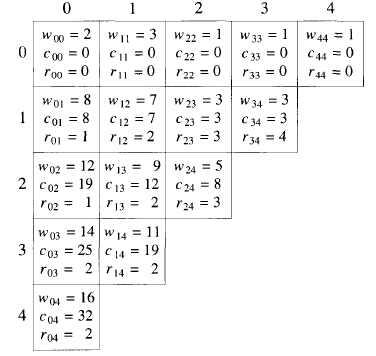 0 1 2 3 4
w00 = 2 w11 = 3 w22 = 1 w33 = 1 w44 = 1
0 c00 = 0 c11 = 0 c22 = 0 c33 = 0 c44 = 0
r00 = 0 r11 = 0 r22 = 0 r33 = 0 r44 = 0
w01 = 8 w12 = 7 w23 = 3 w34 = 3
1 c01 = 8 c12 = 7 c23 = 3 c34 = 3
r01 = 1 r12 = 2 r23 = 3 r34 = 4
w02 = 12 w13 = 9 w24 = 5
2 c02 = 19 c13 = 12 c24 = 8
r02 = 1 r13 = 2 r24 = 3
w03 = 14 w14 = 11
3 c03 = 25 c14 = 19
r03 = 2 r14 = 2
w04 = 16
4 c04 = 32
r04 = 2